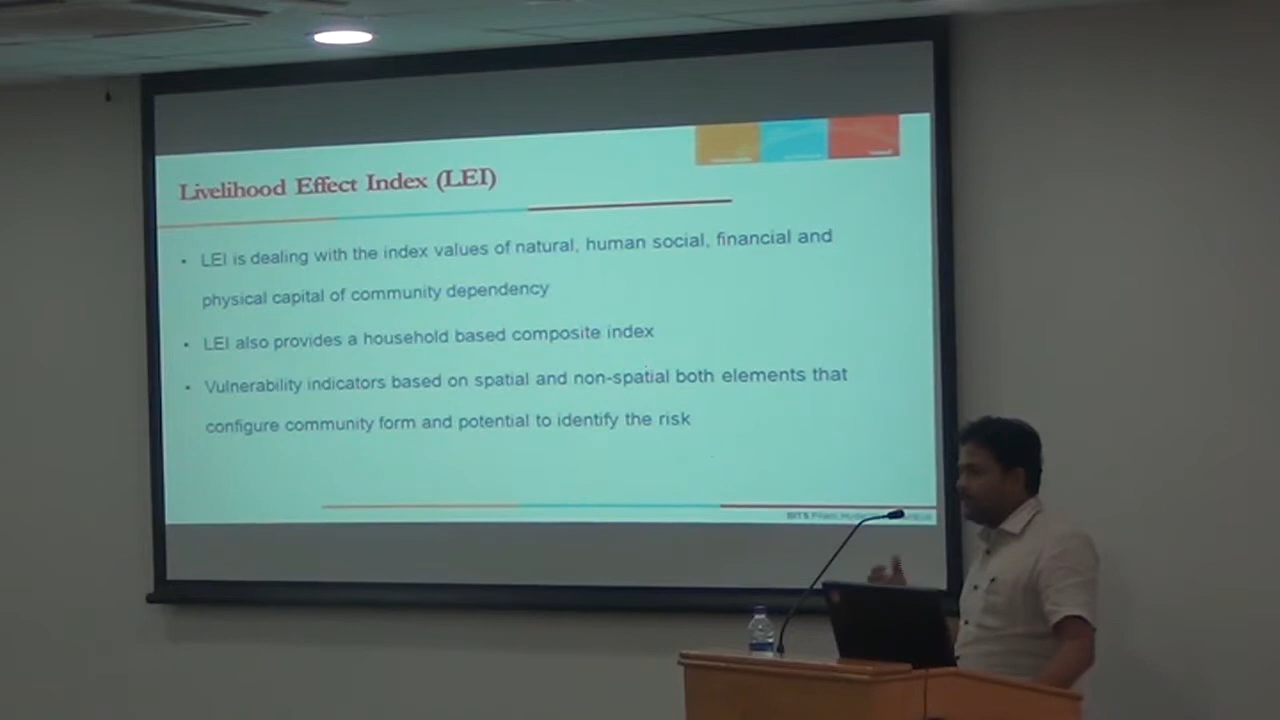 Livelihood Effect Index (LEI)
• LEI is dealing with the index values of natural, human social, financial and
physical capital of community dependency
• LEI also provides a household based composite index
• Vulnerability indicators based on spatial and non-spatial both elements that
configure community form and potential to identify the risk
BITS Pilani,